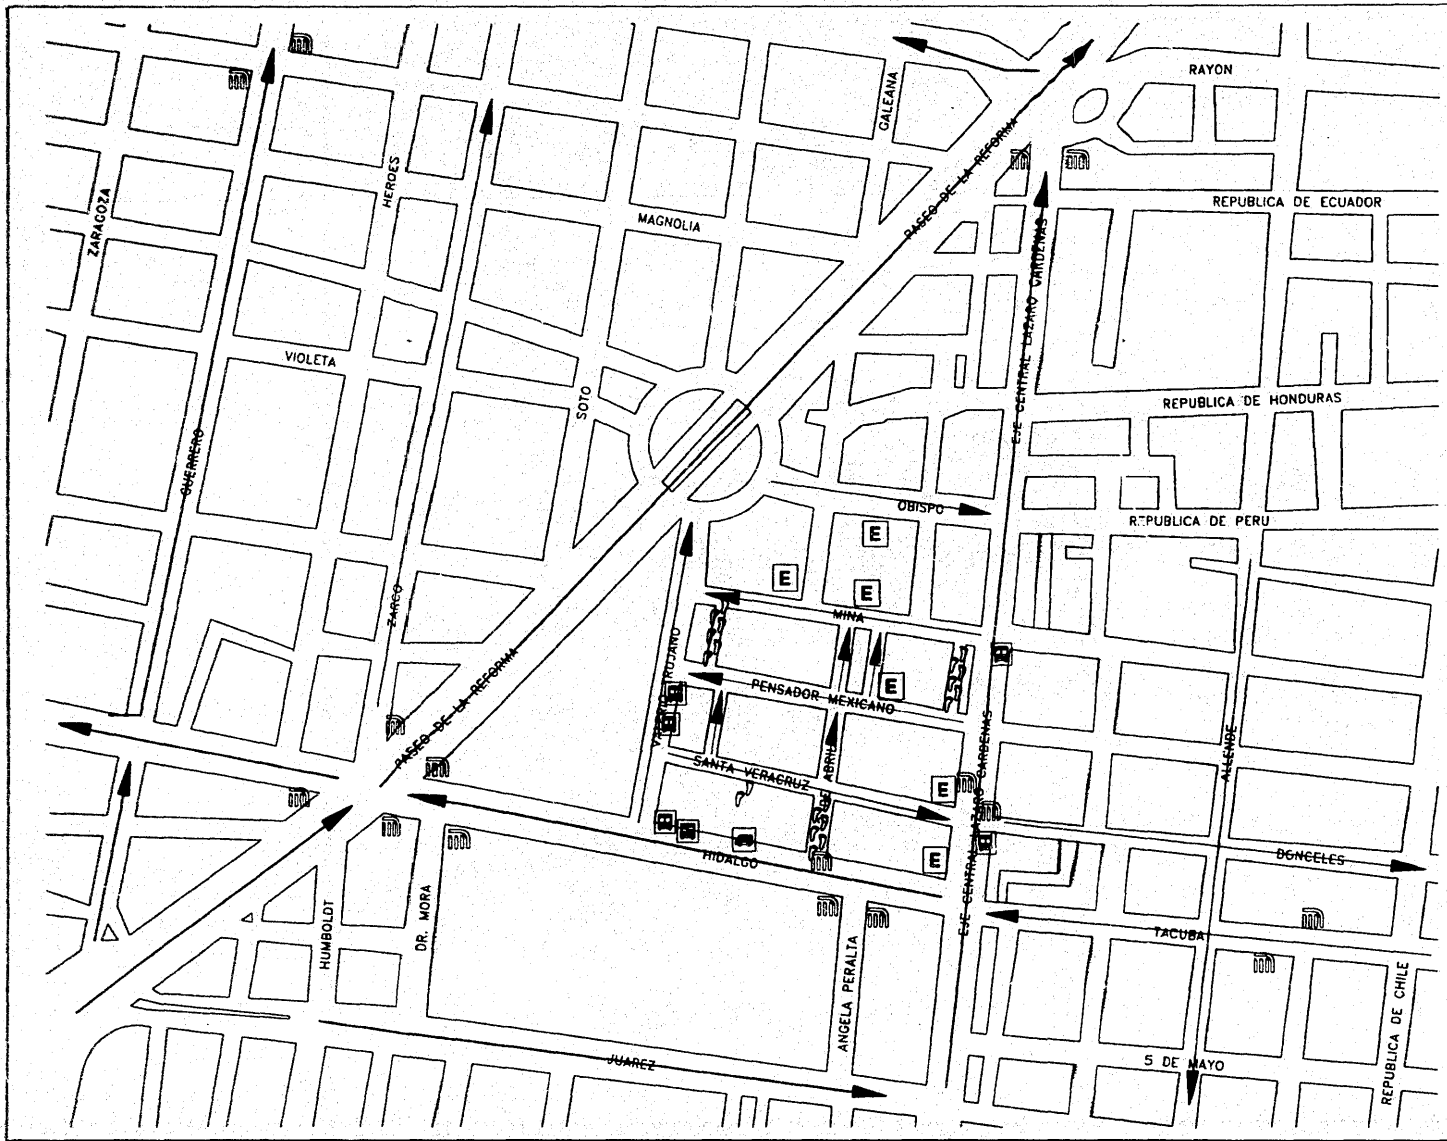 RAYON
GALEANA
PASEO DE LA REFORMA
HEROES
ZARAGOZA
REPUBLICA DE ECUADOR
MAGNOLIA
EJE CENTRAL LAZARO CARDENAS
VIOLETA
SOTO
REPUBLICA DE HONDURAS
GUERRERO
OBISPO
REPUBLICA DE PERU
E
E
E
ZARCO
MINA
TROJANO
PASEO DE LA REFORMA
E
PENSADOR MEXICANO
SANTA VERACRUZ
DE ABRIL
E
ALLENDE
EJE CENTRAL LAZARO CARDENAS
HIDALGO
E
DONCELES
DR. MORA
HUMBOLDT
TACUBA
ANGELA PERALTA
REPUBLICA DE CHILE
JUAREZ
5 DE MAYO